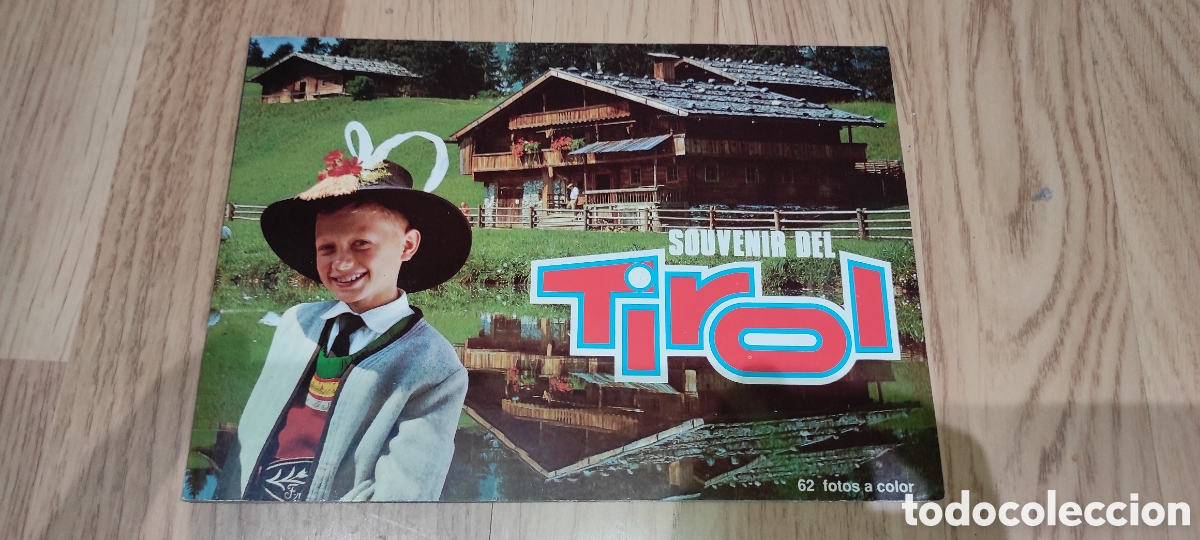 SOUVENIR DEL
Tirol
62 fotos a color
todocoleccion